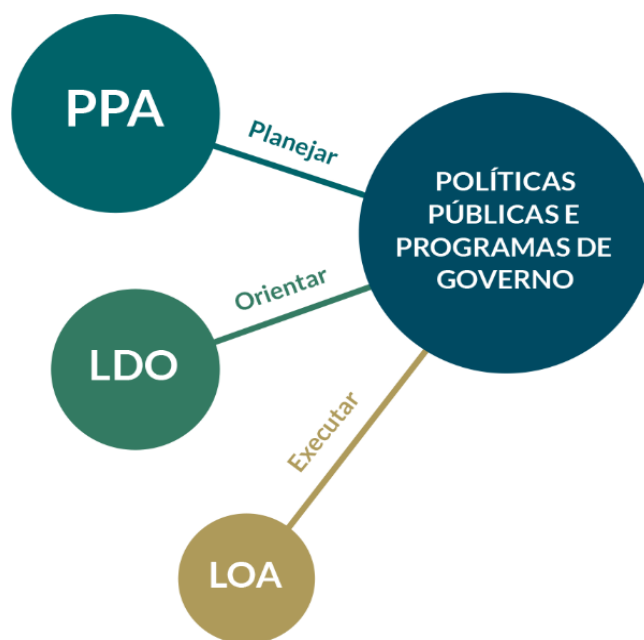 PPA
Planejar
POLÍTICAS
PÚBLICAS E
PROGRAMAS DE
GOVERNO
Orientar
LDO
Executar
LOA